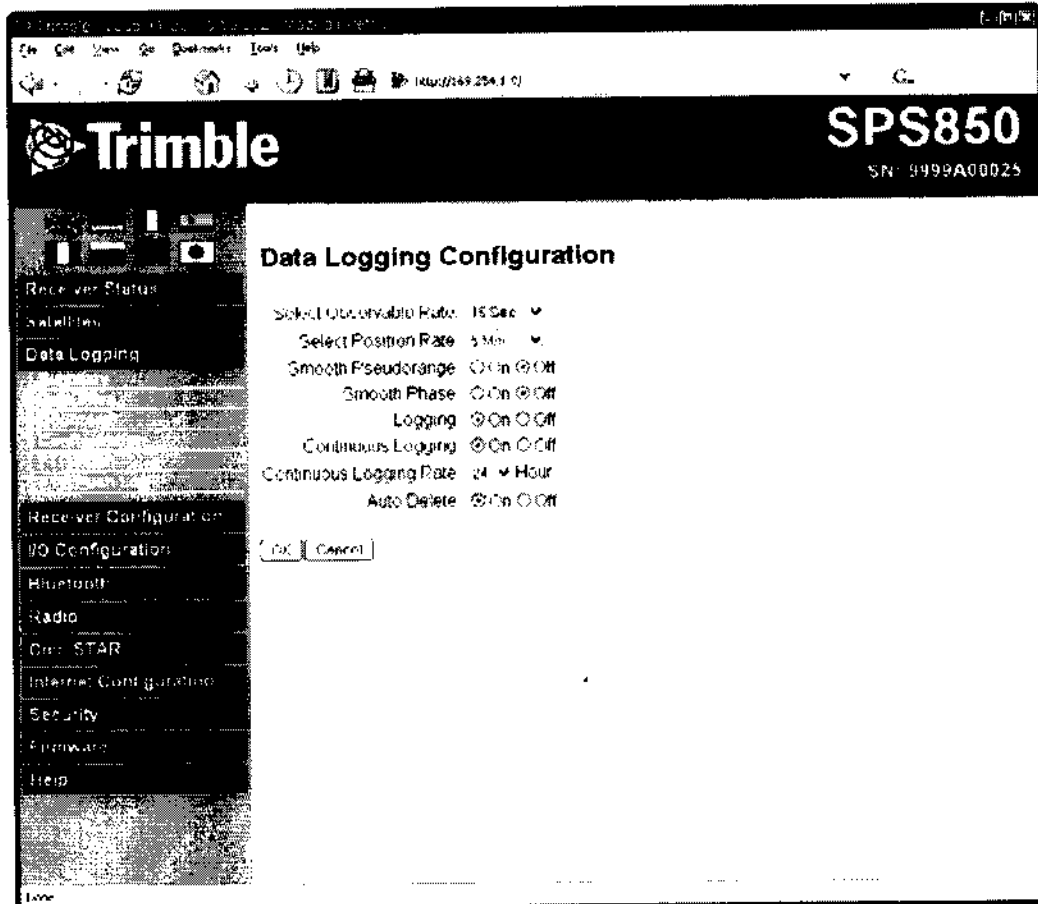 File Edit View Go Bookmarks Tools Help
Trimble
SPS850
SN: 9999A00025
Data Logging Configuration
Receiver Status
Satellites
Data Logging
Receiver Configuration
I/O Configuration
Bluetooth
Radio
OmniSTAR
Internet Configuration
Security
Firmware
Help
Select Observable Rate: 15 Sec
Select Position Rate 5 Min
Smooth Pseudorange On Off
Smooth Phase On Off
Logging On Off
Continuous Logging On Off
Continuous Logging Rate 24 Hour
Auto Delete On Off
OK Cancel
Done